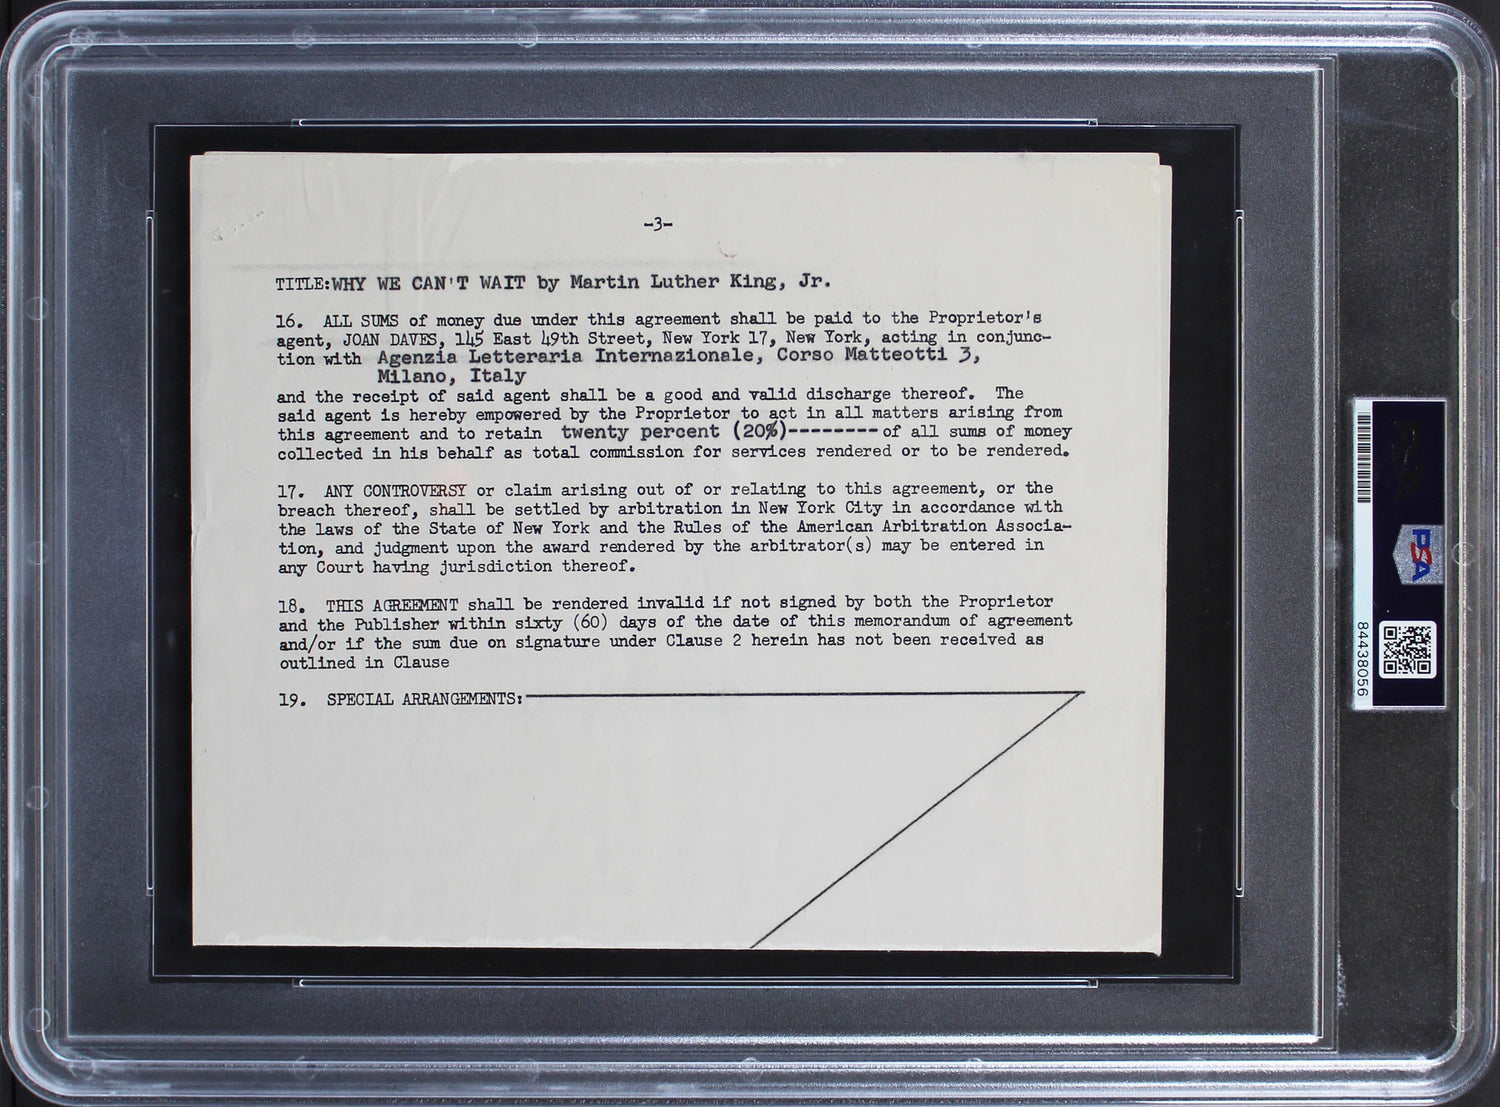 -3-
TITLE:WHY WE CAN'T WAIT by Martin Luther King, Jr.
16. ALL SUMS of money due under this agreement shall be paid to the Proprietor's
agent, JOAN DAVES, 145 East 49th Street, New York 17, New York, acting in conjunc-
tion with Agenzia Letteraria Internazionale, Corso Matteotti 3,
Milano, Italy
and the receipt of said agent shall be a good and valid discharge thereof. The
said agent is hereby empowered by the Proprietor to act in all matters arising from
this agreement and to retain twenty percent (20%)--------of all sums of money
collected in his behalf as total commission for services rendered or to be rendered.
17. ANY CONTROVERSY or claim arising out of or relating to this agreement, or the
breach thereof, shall be settled by arbitration in New York City in accordance with
the laws of the State of New York and the Rules of the American Arbitration Associa-
tion, and judgment upon the award rendered by the arbitrator(s) may be entered in
any Court having jurisdiction thereof.
18. THIS AGREEMENT shall be rendered invalid if not signed by both the Proprietor
and the Publisher within sixty (60) days of the date of this memorandum of agreement
and/or if the sum due on signature under Clause 2 herein has not been received as
outlined in Clause
19. SPECIAL ARRANGEMENTS:
PSA
84438056